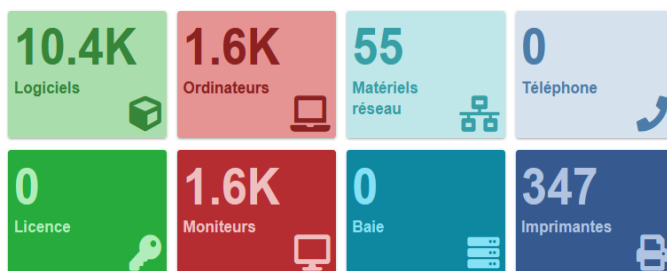 10.4K
Logiciels
1.6K
Ordinateurs
55
Matériels
réseau
0
Téléphone
0
Licence
1.6K
Moniteurs
0
Baie
347
Imprimantes